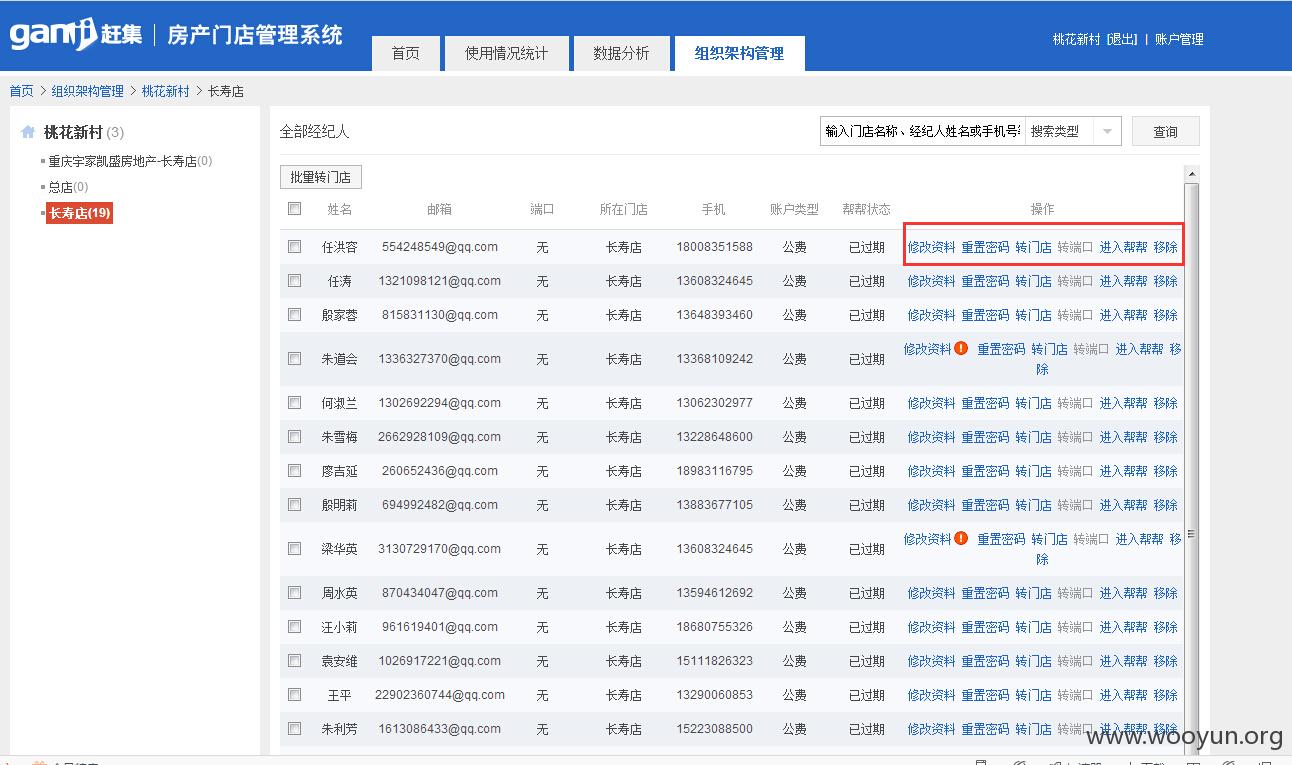 ganji赶集 | 房产门店管理系统
首页 使用情况统计 数据分析 组织架构管理
桃花新村 [退出] | 账户管理
首页 > 组织架构管理 > 桃花新村 > 长寿店
桃花新村(3)
重庆宇家凯盛房地产-长寿店(0)
总店(0)
长寿店(19)
全部经纪人
输入门店名称、经纪人姓名或手机号 搜索类型 查询
批量转门店
姓名 邮箱 端口 所在门店 手机 账户类型 帮帮状态 操作
任洪容 554248549@qq.com 无 长寿店 18008351588 公费 已过期 修改资料 重置密码 转门店 转端口 进入帮帮 移除
任涛 1321098121@qq.com 无 长寿店 13608324645 公费 已过期 修改资料 重置密码 转门店 转端口 进入帮帮 移除
殷家蓉 815831130@qq.com 无 长寿店 13648393460 公费 已过期 修改资料 重置密码 转门店 转端口 进入帮帮 移除
朱道会 1336327370@qq.com 无 长寿店 13368109242 公费 已过期 修改资料 重置密码 转门店 转端口 进入帮帮 移
除
何淑兰 1302692294@qq.com 无 长寿店 13062302977 公费 已过期 修改资料 重置密码 转门店 转端口 进入帮帮 移除
朱雪梅 2662928109@qq.com 无 长寿店 13228648600 公费 已过期 修改资料 重置密码 转门店 转端口 进入帮帮 移除
廖吉延 260652436@qq.com 无 长寿店 18983116795 公费 已过期 修改资料 重置密码 转门店 转端口 进入帮帮 移除
殷明莉 694992482@qq.com 无 长寿店 13883677105 公费 已过期 修改资料 重置密码 转门店 转端口 进入帮帮 移除
梁华英 3130729170@qq.com 无 长寿店 13608324645 公费 已过期 修改资料 重置密码 转门店 转端口 进入帮帮 移
除
周水英 870434047@qq.com 无 长寿店 13594612692 公费 已过期 修改资料 重置密码 转门店 转端口 进入帮帮 移除
汪小莉 961619401@qq.com 无 长寿店 18680755326 公费 已过期 修改资料 重置密码 转门店 转端口 进入帮帮 移除
袁安维 1026917221@qq.com 无 长寿店 15111826323 公费 已过期 修改资料 重置密码 转门店 转端口 进入帮帮 移除
王平 22902360744@qq.com 无 长寿店 13290060853 公费 已过期 修改资料 重置密码 转门店 转端口 进入帮帮 移除
朱利芳 1613086433@qq.com 无 长寿店 15223088500 公费 已过期 修改资料 重置密码 转门店 转端口 进入帮帮 移除
www.wooyun.org